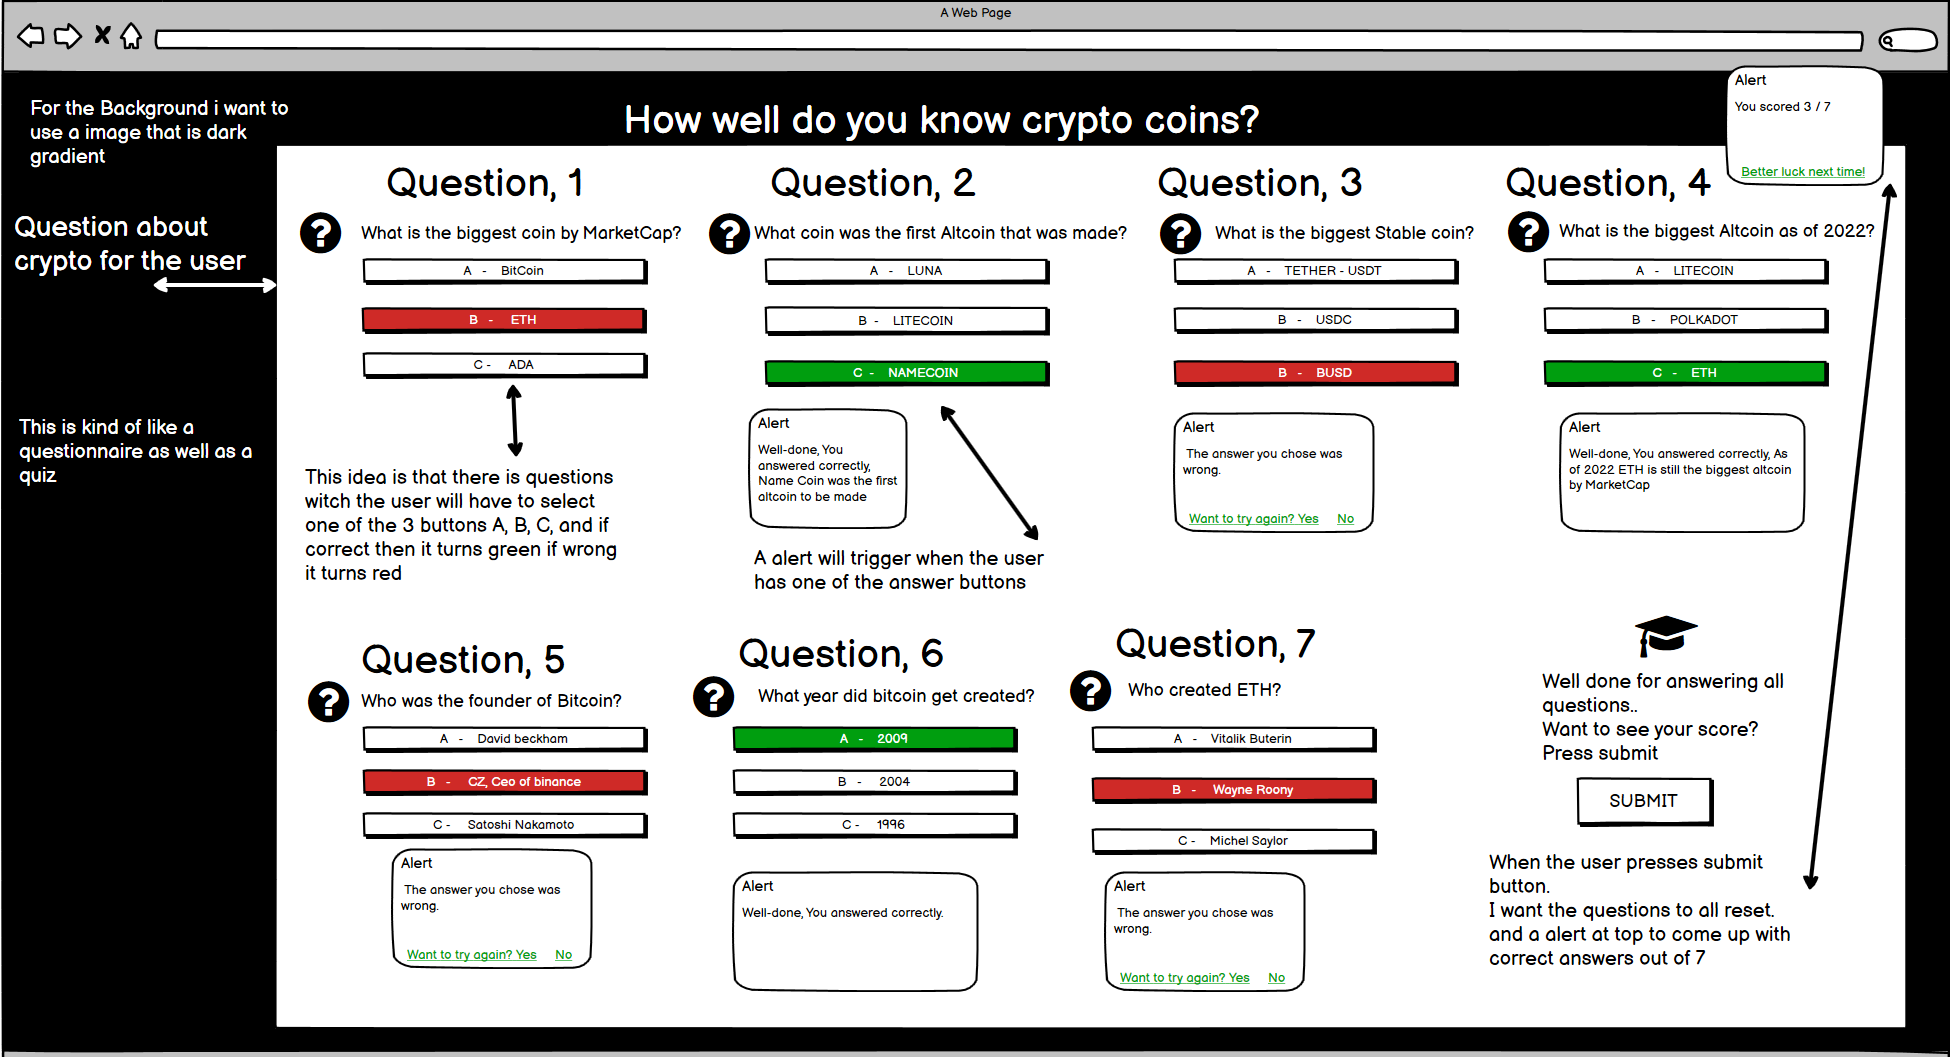 A Web Page
For the Background i want to
use a image that is dark
gradient
How well do you know crypto coins?
Alert
You scored 3 / 7
Better luck next time!
Question about
crypto for the user
This is kind of like a
questionnaire as well as a
quiz
Question, 1
? What is the biggest coin by MarketCap?
A - BitCoin
B - ETH
C - ADA
This idea is that there is questions
witch the user will have to select
one of the 3 buttons A, B, C, and if
correct then it turns green if wrong
it turns red
Question, 2
? What coin was the first Altcoin that was made?
A - LUNA
B - LITECOIN
C - NAMECOIN
Alert
Well-done, You
answered correctly,
Name Coin was the first
altcoin to be made
A alert will trigger when the user
has one of the answer buttons
Question, 3
? What is the biggest Stable coin?
A - TETHER - USDT
B - USDC
B - BUSD
Alert
The answer you chose was
wrong.
Want to try again? Yes No
Question, 4
? What is the biggest Altcoin as of 2022?
A - LITECOIN
B - POLKADOT
C - ETH
Alert
Well-done, You answered correctly, As
of 2022 ETH is still the biggest altcoin
by MarketCap
Question, 5
? Who was the founder of Bitcoin?
A - David beckham
B - CZ, Ceo of binance
C - Satoshi Nakamoto
Alert
The answer you chose was
wrong.
Want to try again? Yes No
Question, 6
? What year did bitcoin get created?
A - 2009
B - 2004
C - 1996
Alert
Well-done, You answered correctly.
Question, 7
? Who created ETH?
A - Vitalik Buterin
B - Wayne Roony
C - Michel Saylor
Alert
The answer you chose was
wrong.
Want to try again? Yes No
Well done for answering all
questions..
Want to see your score?
Press submit
SUBMIT
When the user presses submit
button.
I want the questions to all reset.
and a alert at top to come up with
correct answers out of 7